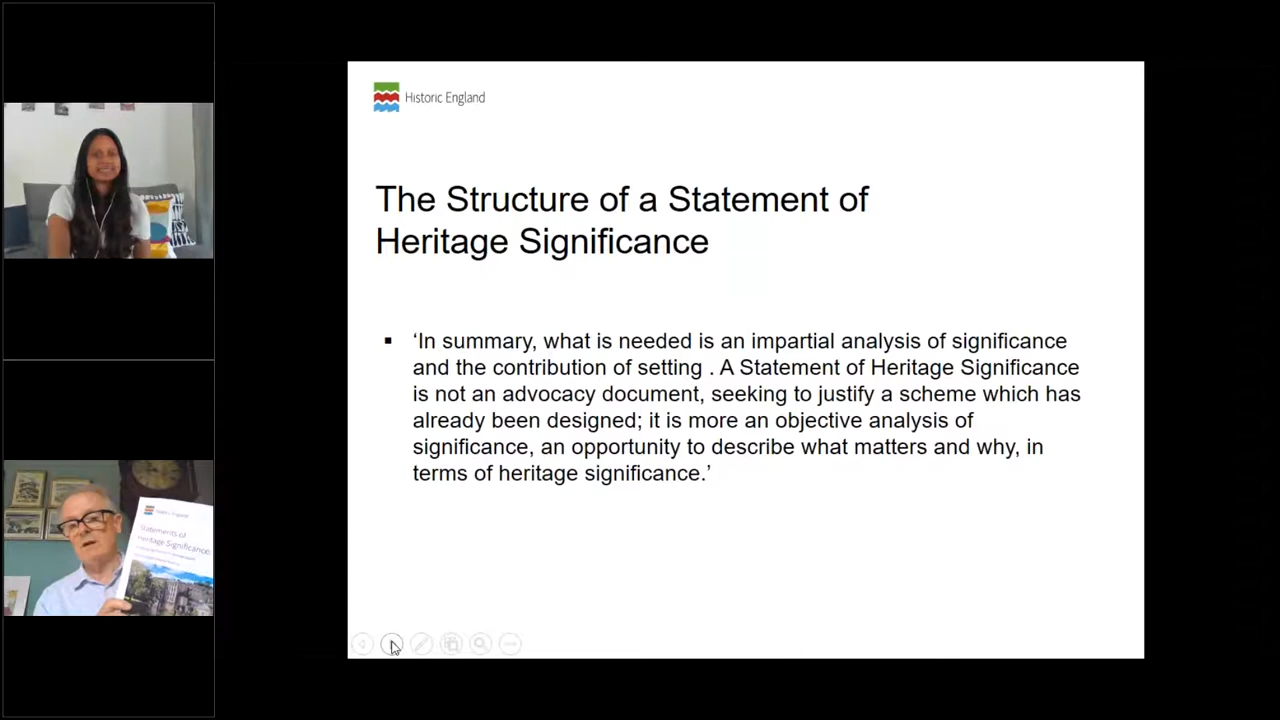 Historic England
The Structure of a Statement of
Heritage Significance
▪ ‘In summary, what is needed is an impartial analysis of significance
and the contribution of setting . A Statement of Heritage Significance
is not an advocacy document, seeking to justify a scheme which has
already been designed; it is more an objective analysis of
significance, an opportunity to describe what matters and why, in
terms of heritage significance.’
Historic England
Statements of
Heritage Significance: